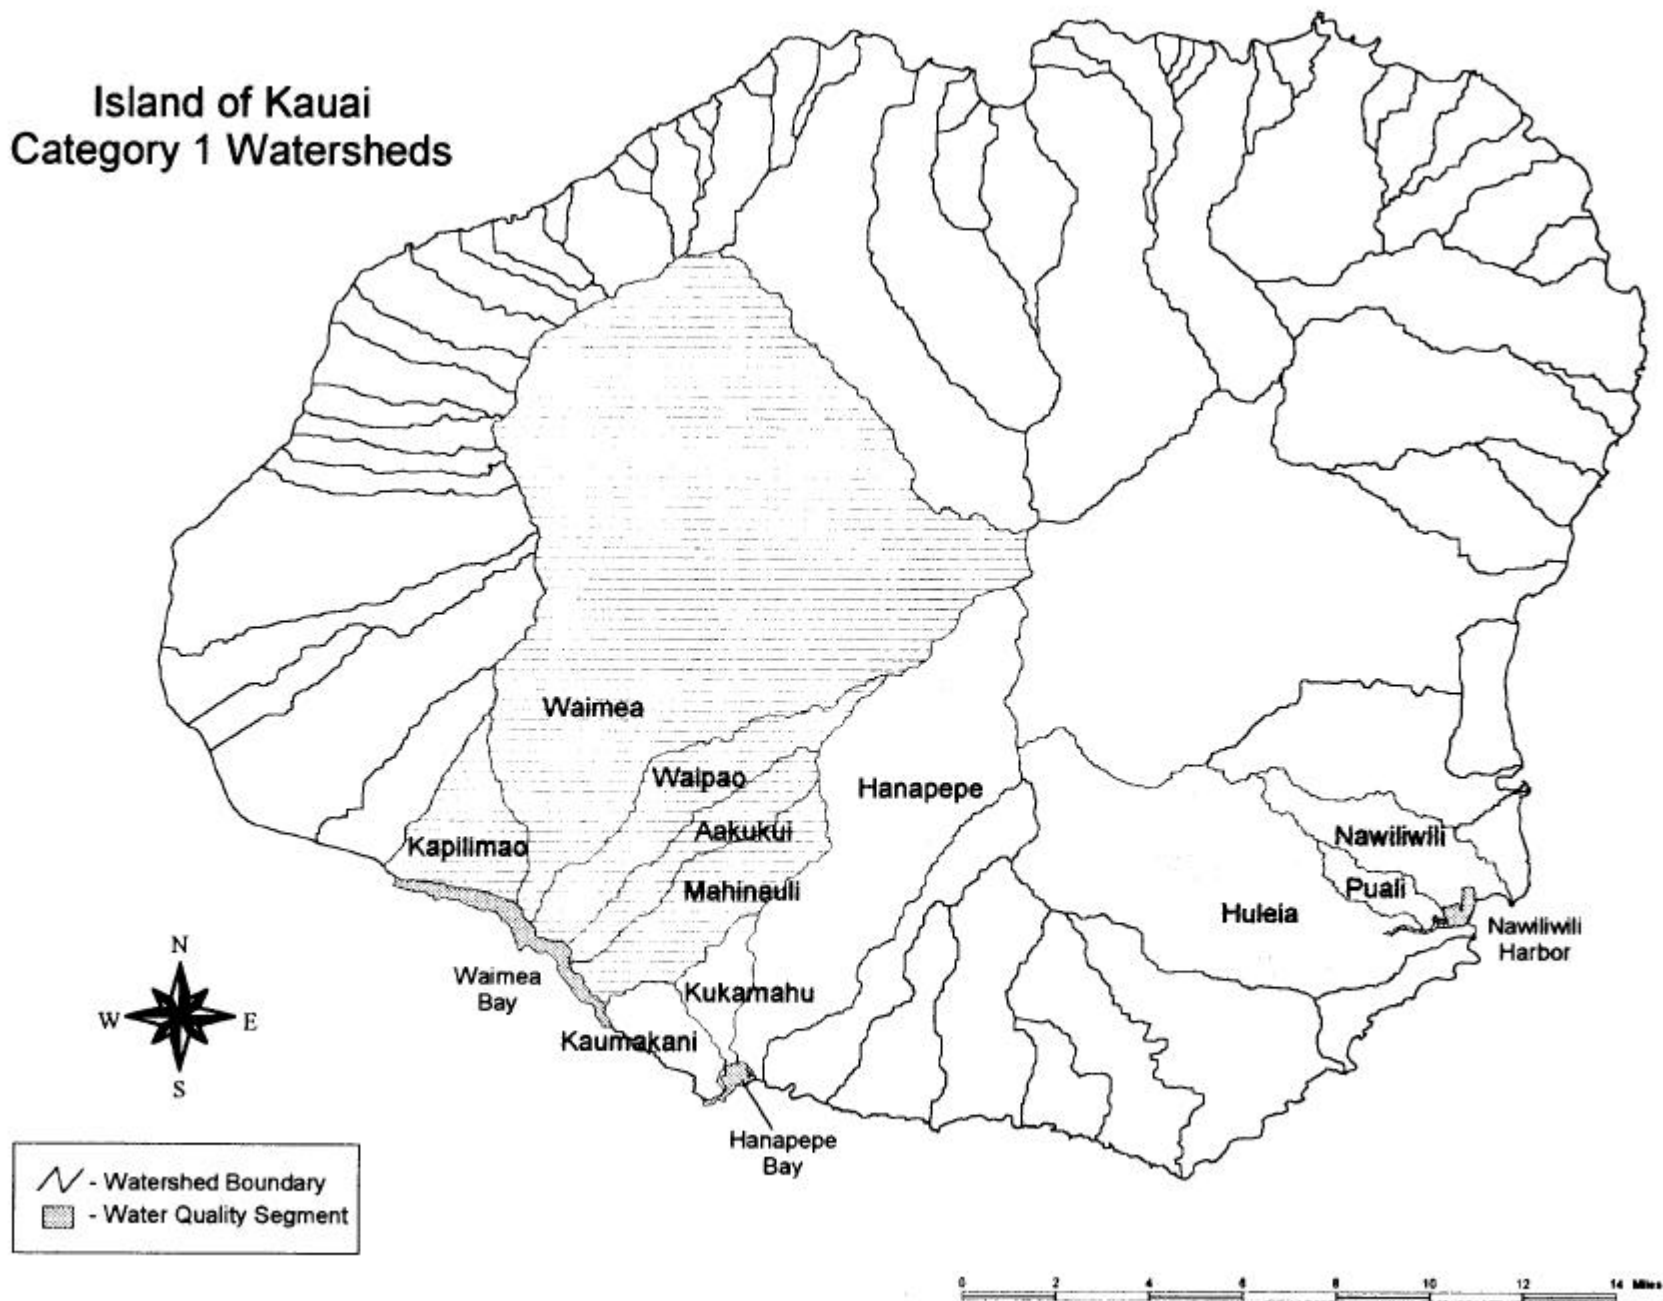 Island of Kauai
Category 1 Watersheds
Waimea
Waipao
Hanapepe
Aakukui
Kapilimao
Mahinauli
Nawiliwili
Puali
Huleia
Nawiliwili
Harbor
Waimea
Bay
Kukamahu
Kaumakani
N
W
E
S
Hanapepe
Bay
- Watershed Boundary
- Water Quality Segment
0 2 4 6 8 10 12 14 Miles